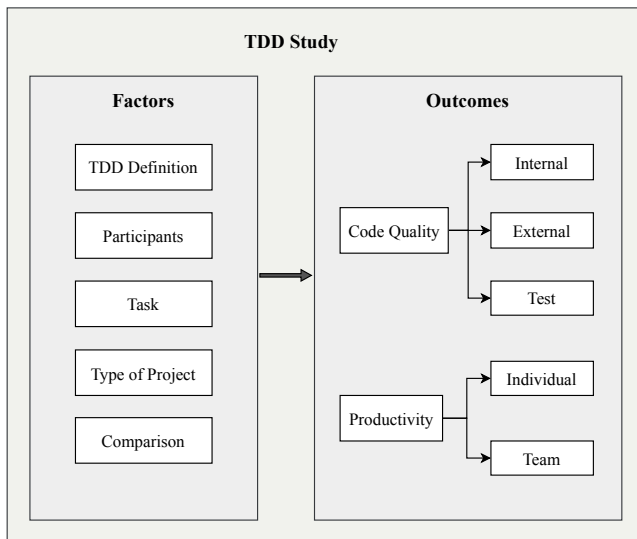 TDD Study
Factors
TDD Definition
Participants
Task
Type of Project
Comparison
Outcomes
Code Quality
Internal
External
Test
Productivity
Individual
Team